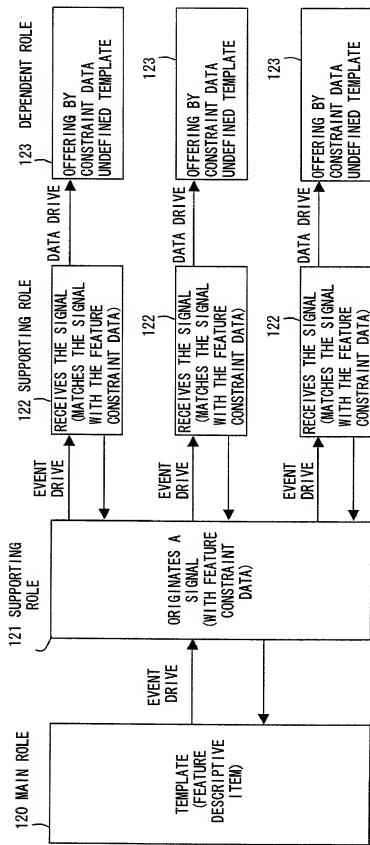 120 MAIN ROLE
TEMPLATE
(FEATURE
DESCRIPTIVE
ITEM)
EVENT
DRIVE
121 SUPPORTING
ROLE
ORIGINATES A
SIGNAL
(WITH FEATURE
CONSTRAINT
DATA)
EVENT
DRIVE
122 SUPPORTING ROLE
RECEIVES THE SIGNAL
(MATCHES THE SIGNAL
WITH THE FEATURE
CONSTRAINT DATA)
DATA DRIVE
123 DEPENDENT ROLE
OFFERING BY
CONSTRAINT DATA
UNDEFINED TEMPLATE
EVENT
DRIVE
122
RECEIVES THE SIGNAL
(MATCHES THE SIGNAL
WITH THE FEATURE
CONSTRAINT DATA)
DATA DRIVE
123
OFFERING BY
CONSTRAINT DATA
UNDEFINED TEMPLATE
EVENT
DRIVE
122
RECEIVES THE SIGNAL
(MATCHES THE SIGNAL
WITH THE FEATURE
CONSTRAINT DATA)
DATA DRIVE
123
OFFERING BY
CONSTRAINT DATA
UNDEFINED TEMPLATE